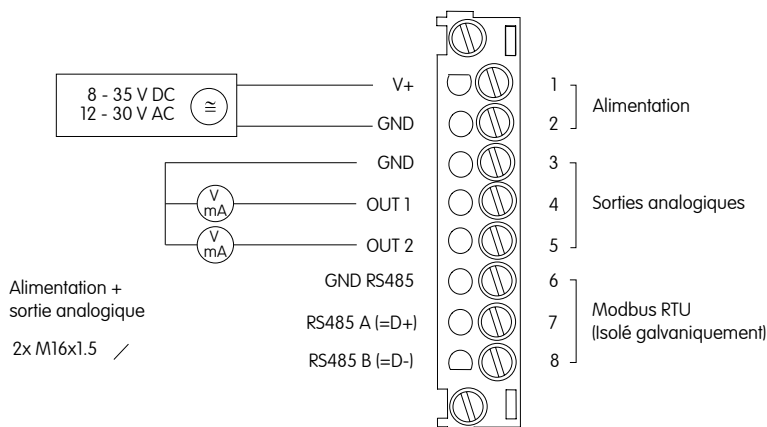 8 - 35 V DC
12 - 30 V AC
≅
V+
GND
GND
OUT 1
OUT 2
GND RS485
RS485 A (=D+)
RS485 B (=D-)
V
mA
V
mA
1
2
3
4
5
6
7
8
Alimentation
Sorties analogiques
Modbus RTU
(Isolé galvaniquement)
Alimentation +
sortie analogique
2x M16x1.5